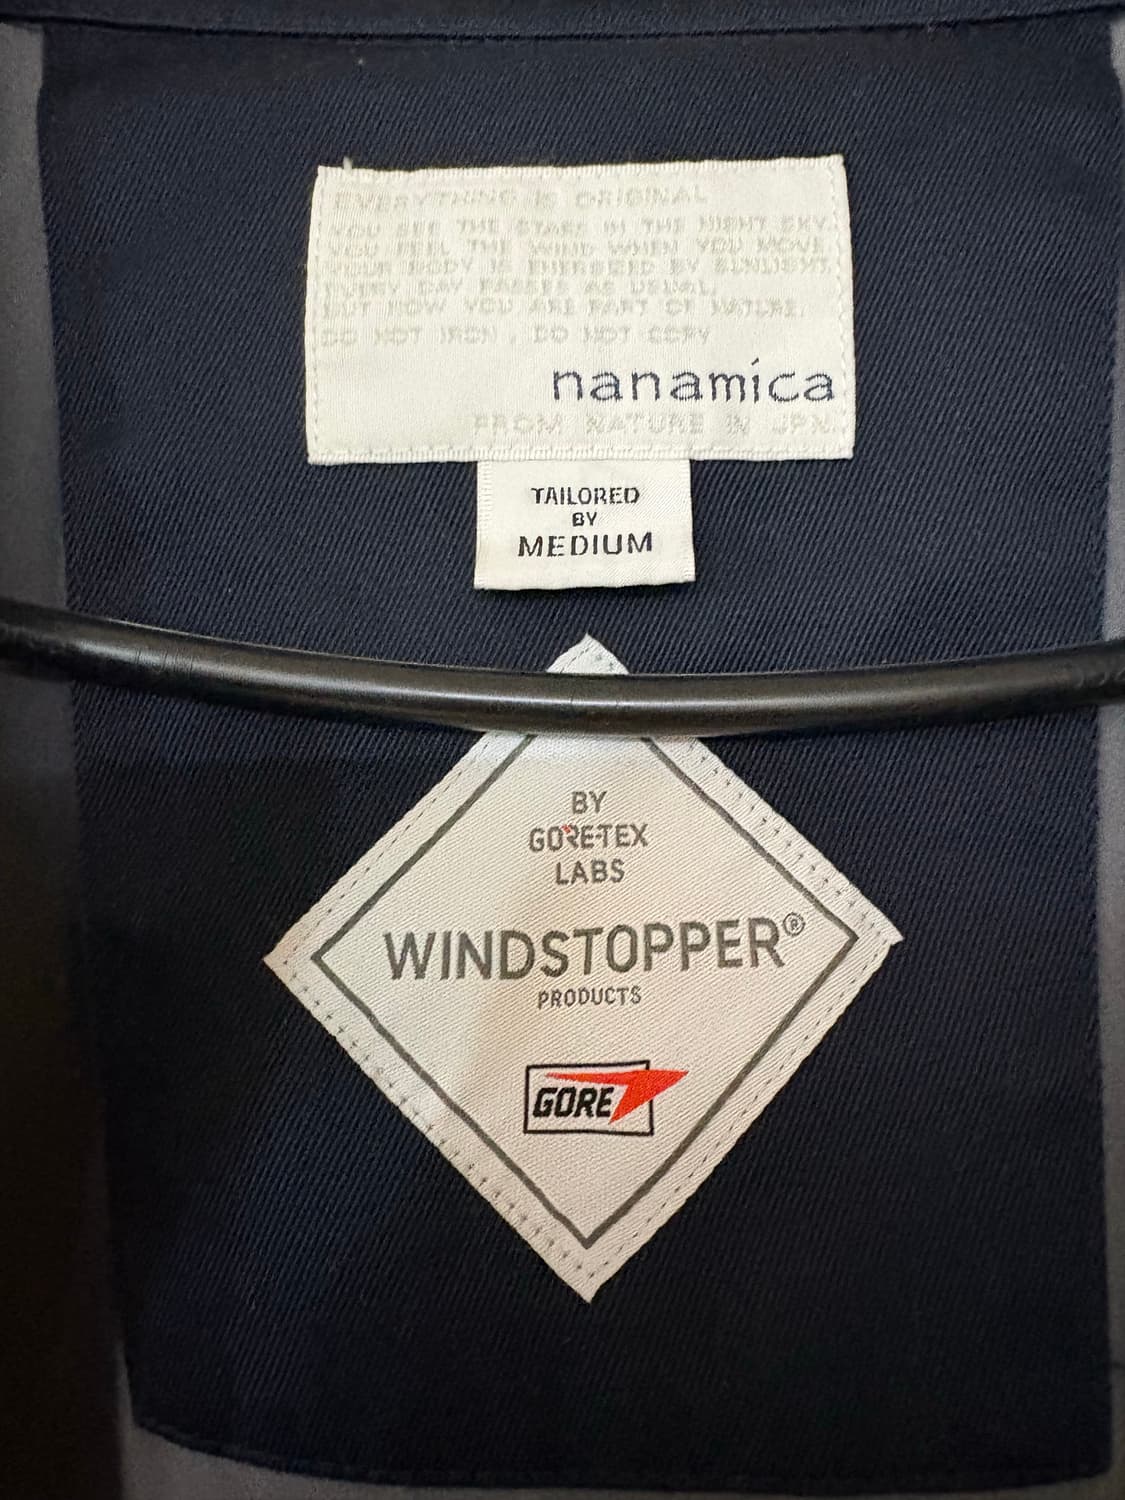 EVERYTHING IS ORIGINAL
YOU SEE THE STARS IN THE NIGHT SKY.
YOU FEEL THE WIND WHEN YOU MOVE.
YOUR BODY IS ENERGIZED BY SUNLIGHT.
EVERY DAY PASSES AS USUAL,
BUT NOW YOU ARE PART OF NATURE.
DO NOT IRON, DO NOT COPY
nanamíca
FROM NATURE IN JPN.
TAILORED
BY
MEDIUM
BY
GORE-TEX
LABS
WINDSTOPPER®
PRODUCTS
GORE